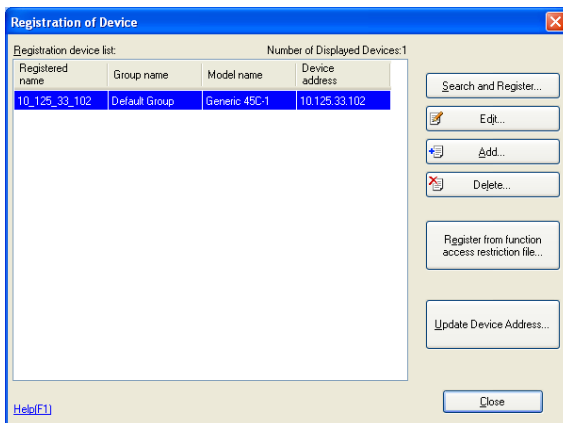 Registration of Device
Registration device list:
Number of Displayed Devices:1
Registered name
Group name
Model name
Device address
10_125_33_102
Default Group
Generic 45C-1
10.125.33.102
Search and Register...
Edit...
Add...
Delete...
Register from function
access restriction file...
Update Device Address...
Close
Help(F1)